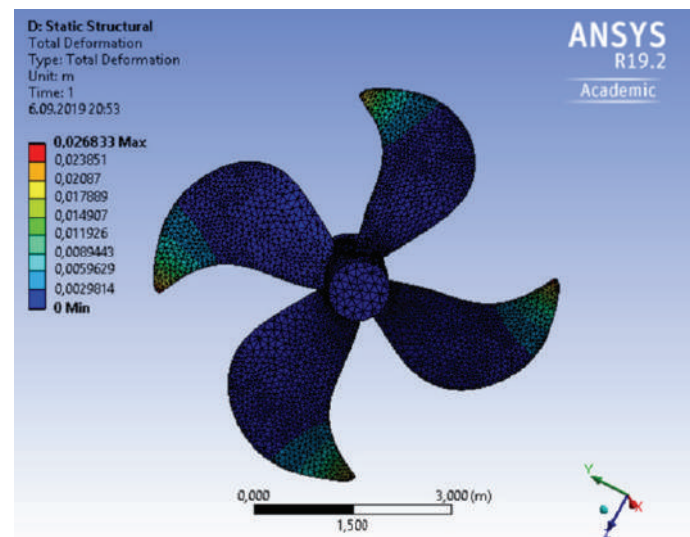 D: Static Structural
Total Deformation
Type: Total Deformation
Unit: m
Time: 1
6.09.2019 20:53
ANSYS
R19.2
Academic
0,026833 Max
0,023851
0,02087
0,017889
0,014907
0,011926
0,0089443
0,0059629
0,0029814
0 Min
0,000
3,000 (m)
1,500
Y
X